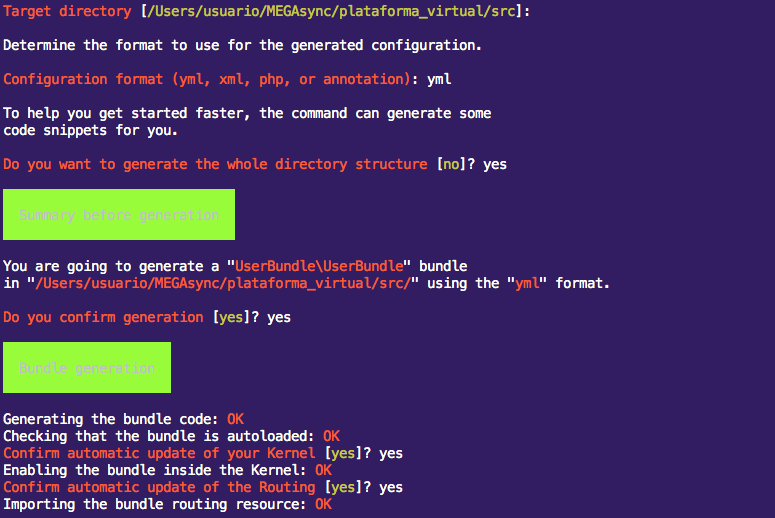 Target directory [/Users/usuario/MEGAsync/plataforma_virtual/src]:
Determine the format to use for the generated configuration.
Configuration format (yml, xml, php, or annotation): yml
To help you get started faster, the command can generate some
code snippets for you.
Do you want to generate the whole directory structure [no]? yes
Summary before generation
You are going to generate a "UserBundle\UserBundle" bundle
in "/Users/usuario/MEGAsync/plataforma_virtual/src/" using the "yml" format.
Do you confirm generation [yes]? yes
Bundle generation
Generating the bundle code: OK
Checking that the bundle is autoloaded: OK
Confirm automatic update of your Kernel [yes]? yes
Enabling the bundle inside the Kernel: OK
Confirm automatic update of the Routing [yes]? yes
Importing the bundle routing resource: OK